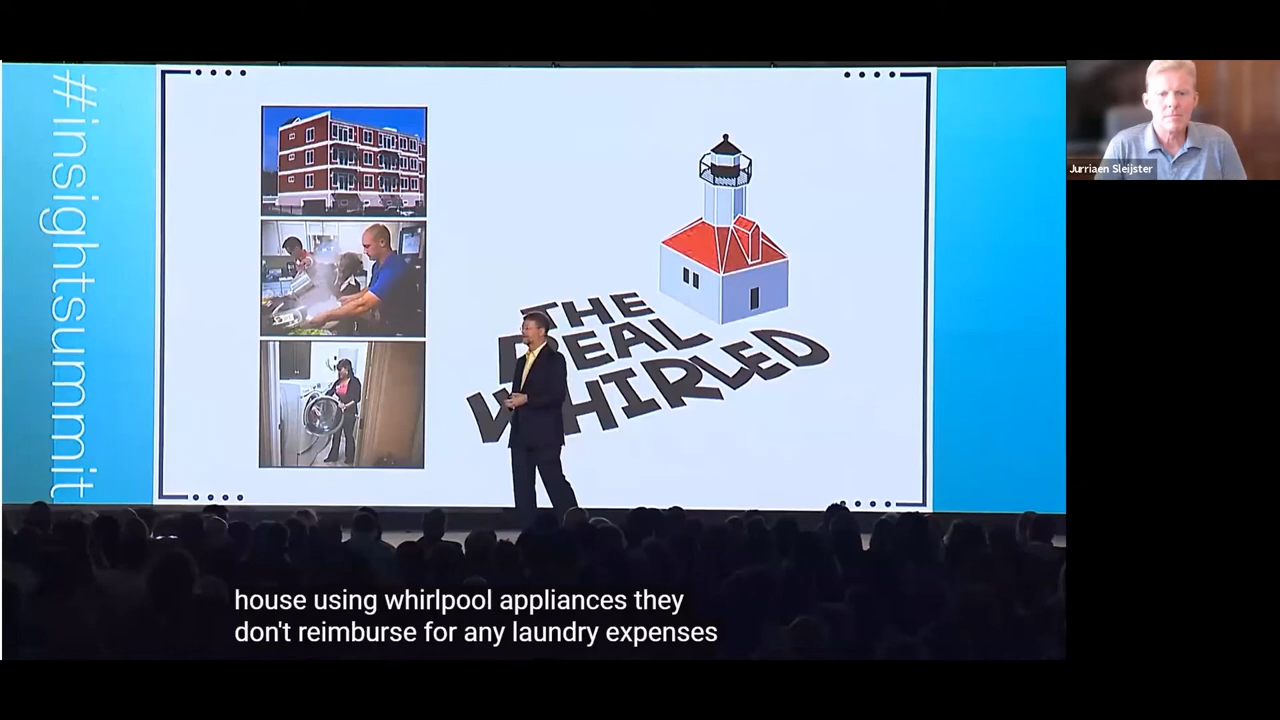 #insightsummit
THE
REAL
WHIRLED
Jurriaen Sleijster
house using whirlpool appliances they
don't reimburse for any laundry expenses